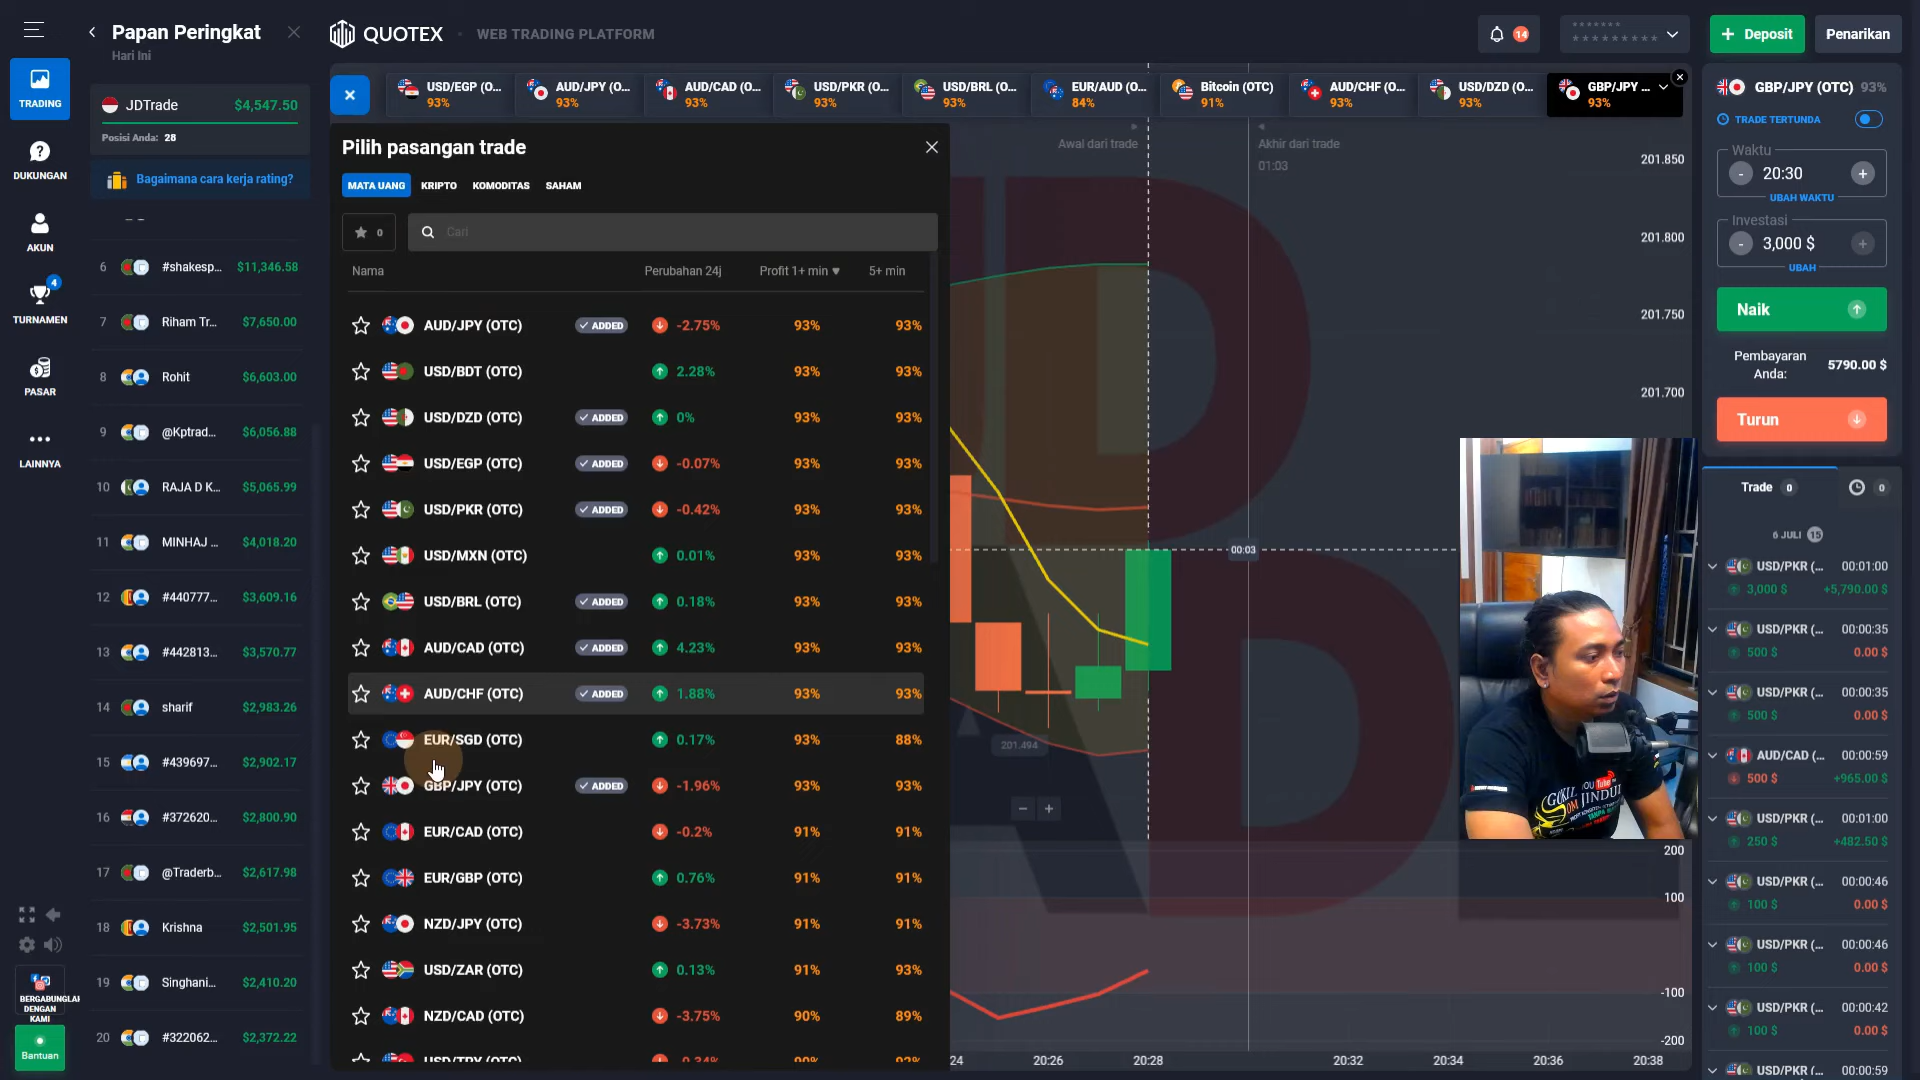 Papan Peringkat
Hari Ini
QUOTEX
WEB TRADING PLATFORM
14
*******
*********
+ Deposit
Penarikan
TRADING
DUKUNGAN
AKUN
4
TURNAMEN
PASAR
LAINNYA
BERGABUNGLAH
DENGAN
KAMI
Bantuan
JDTrade $4,547.50
Posisi Anda: 28
Bagaimana cara kerja rating?
6 #shakesp... $11,346.58
7 Riham Tr... $7,650.00
8 Rohit $6,603.00
9 @Kptrad... $6,056.88
10 RAJA D K... $5,065.99
11 MINHAJ ... $4,018.20
12 #440777... $3,609.16
13 #442813... $3,570.77
14 sharif $2,983.26
15 #439697... $2,902.17
16 #372620... $2,800.90
17 @Traderb... $2,617.98
18 Krishna $2,501.95
19 Singhani... $2,410.20
20 #322062... $2,372.22
USD/EGP (O... 93%
AUD/JPY (O... 93%
AUD/CAD (O... 93%
USD/PKR (O... 93%
USD/BRL (O... 93%
EUR/AUD (O... 84%
Bitcoin (OTC) 91%
AUD/CHF (O... 93%
USD/DZD (O... 93%
GBP/JPY ... 93%
Pilih pasangan trade
MATA UANG KRIPTO KOMODITAS SAHAM
0 Cari
Nama Perubahan 24j Profit 1+ min 5+ min
AUD/JPY (OTC) ADDED -2.75% 93% 93%
USD/BDT (OTC) 2.28% 93% 93%
USD/DZD (OTC) ADDED 0% 93% 93%
USD/EGP (OTC) ADDED -0.07% 93% 93%
USD/PKR (OTC) ADDED -0.42% 93% 93%
USD/MXN (OTC) 0.01% 93% 93%
USD/BRL (OTC) ADDED 0.18% 93% 93%
AUD/CAD (OTC) ADDED 4.23% 93% 93%
AUD/CHF (OTC) ADDED 1.88% 93% 93%
EUR/SGD (OTC) 0.17% 93% 88%
GBP/JPY (OTC) ADDED -1.96% 93% 93%
EUR/CAD (OTC) -0.2% 91% 91%
EUR/GBP (OTC) 0.76% 91% 91%
NZD/JPY (OTC) -3.73% 91% 91%
USD/ZAR (OTC) 0.13% 91% 93%
NZD/CAD (OTC) -3.75% 90% 89%
Awal dari trade
Akhir dari trade
01:03
00:03
201.494
201.850
201.800
201.750
201.700
200
100
-100
-200
24 20:26 20:28 20:32 20:34 20:36 20:38
GBP/JPY (OTC) 93%
TRADE TERTUNDA
Waktu
- 20:30 +
UBAH WAKTU
Investasi
- 3,000 $ +
UBAH
Naik
Pembayaran
Anda: 5790.00 $
Turun
Trade 0 0
6 JULI 15
USD/PKR (... 00:01:00
3,000 $ +5,790.00 $
USD/PKR (... 00:00:35
500 $ 0.00 $
USD/PKR (... 00:00:35
500 $ 0.00 $
AUD/CAD (... 00:00:59
500 $ +965.00 $
USD/PKR (... 00:01:00
250 $ +482.50 $
USD/PKR (... 00:00:46
100 $ 0.00 $
USD/PKR (... 00:00:46
100 $ 0.00 $
USD/PKR (... 00:00:42
100 $ 0.00 $
USD/PKR (... 00:00:59